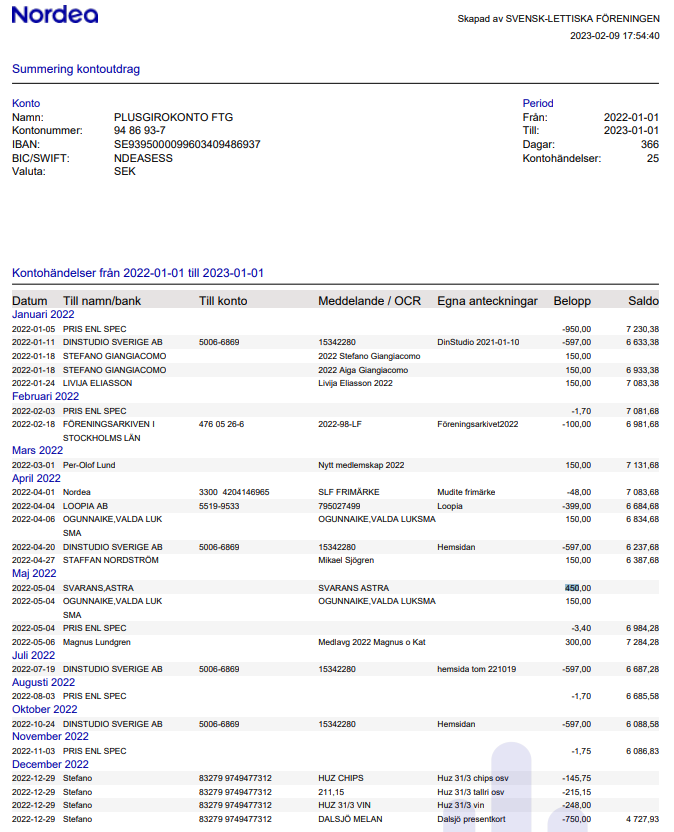 Nordea
Skapad av SVENSK-LETTISKA FÖRENINGEN
2023-02-09 17:54:40
Summering kontoutdrag
Konto Period
Namn: PLUSGIROKONTO FTG Från: 2022-01-01
Kontonummer: 94 86 93-7 Till: 2023-01-01
IBAN: SE9395000099603409486937 Dagar: 366
BIC/SWIFT: NDEASESS Kontohändelser: 25
Valuta: SEK
Kontohändelser från 2022-01-01 till 2023-01-01
Datum Till namn/bank Till konto Meddelande / OCR Egna anteckningar Belopp Saldo
Januari 2022
2022-01-05 PRIS ENL SPEC -950,00 7 230,38
2022-01-11 DINSTUDIO SVERIGE AB 5006-6869 15342280 DinStudio 2021-01-10 -597,00 6 633,38
2022-01-18 STEFANO GIANGIACOMO 2022 Stefano Giangiacomo 150,00
2022-01-18 STEFANO GIANGIACOMO 2022 Aiga Giangiacomo 150,00 6 933,38
2022-01-24 LIVIJA ELIASSON Livija Eliasson 2022 150,00 7 083,38
Februari 2022
2022-02-03 PRIS ENL SPEC -1,70 7 081,68
2022-02-18 FÖRENINGSARKIVEN I 476 05 26-6 2022-98-LF Föreningsarkivet2022 -100,00 6 981,68
STOCKHOLMS LÄN
Mars 2022
2022-03-01 Per-Olof Lund Nytt medlemskap 2022 150,00 7 131,68
April 2022
2022-04-01 Nordea 3300 4204146965 SLF FRIMÄRKE Mudite frimärke -48,00 7 083,68
2022-04-04 LOOPIA AB 5519-9533 795027499 Loopia -399,00 6 684,68
2022-04-06 OGUNNAIKE,VALDA LUK OGUNNAIKE,VALDA LUKSMA 150,00 6 834,68
SMA
2022-04-20 DINSTUDIO SVERIGE AB 5006-6869 15342280 Hemsidan -597,00 6 237,68
2022-04-27 STAFFAN NORDSTRÖM Mikael Sjögren 150,00 6 387,68
Maj 2022
2022-05-04 SVARANS,ASTRA SVARANS ASTRA 450,00
2022-05-04 OGUNNAIKE,VALDA LUK OGUNNAIKE,VALDA LUKSMA 150,00
SMA
2022-05-04 PRIS ENL SPEC -3,40 6 984,28
2022-05-06 Magnus Lundgren Medlavg 2022 Magnus o Kat 300,00 7 284,28
Juli 2022
2022-07-19 DINSTUDIO SVERIGE AB 5006-6869 15342280 hemsida tom 221019 -597,00 6 687,28
Augusti 2022
2022-08-03 PRIS ENL SPEC -1,70 6 685,58
Oktober 2022
2022-10-24 DINSTUDIO SVERIGE AB 5006-6869 15342280 Hemsidan -597,00 6 088,58
November 2022
2022-11-03 PRIS ENL SPEC -1,75 6 086,83
December 2022
2022-12-29 Stefano 83279 9749477312 HUZ CHIPS Huz 31/3 chips osv -145,75
2022-12-29 Stefano 83279 9749477312 211,15 Huz 31/3 tallri osv -215,15
2022-12-29 Stefano 83279 9749477312 HUZ 31/3 VIN Huz 31/3 vin -248,00
2022-12-29 Stefano 83279 9749477312 DALSJÖ MELAN Dalsjö presentkort -750,00 4 727,93